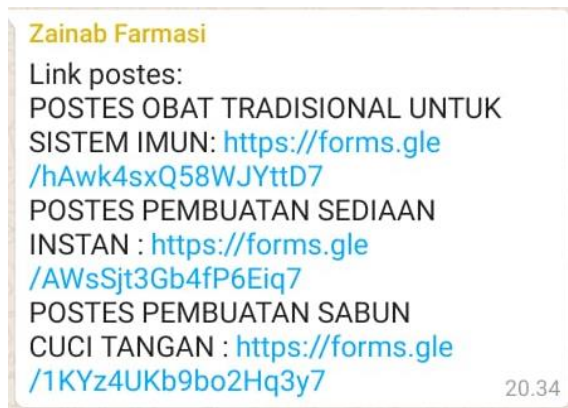 Zainab Farmasi
Link postes:
POSTES OBAT TRADISIONAL UNTUK
SISTEM IMUN: https://forms.gle
/hAwk4sxQ58WJYttD7
POSTES PEMBUATAN SEDIAAN
INSTAN : https://forms.gle
/AWsSjt3Gb4fP6Eiq7
POSTES PEMBUATAN SABUN
CUCI TANGAN : https://forms.gle
/1KYz4UKb9bo2Hq3y7
20.34